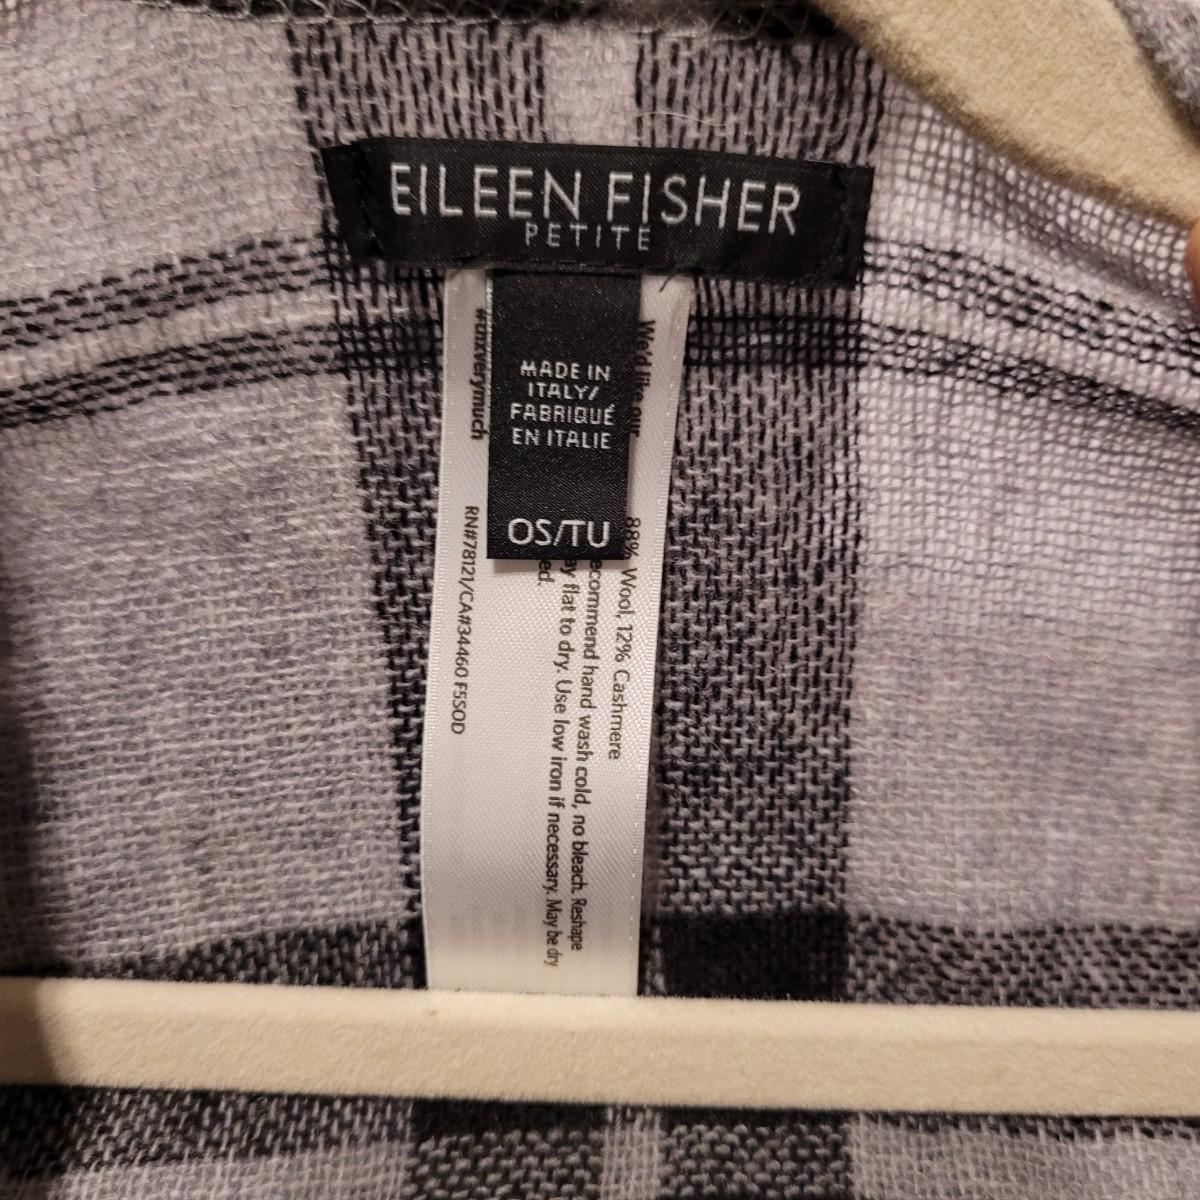 EILEEN FISHER
PETITE
MADE IN
ITALY/
FABRIQUÉ
EN ITALIE
OS/TU
We'd like our
88% Wool, 12% Cashmere
ecommend hand wash cold, no bleach. Reshape
ay flat to dry. Use low iron if necessary. May be dry
ed.
#thxverymuch
RN#78121/CA#34460 F5SOD